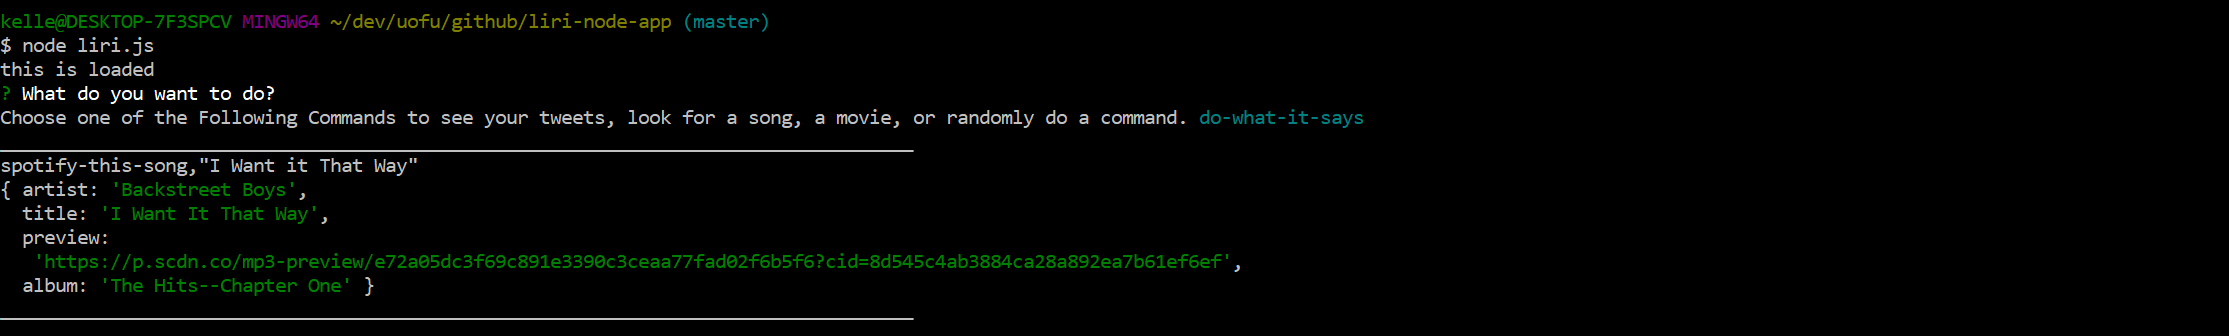 kelle@DESKTOP-7F3SPCV MINGW64 ~/dev/uofu/github/liri-node-app (master)
$ node liri.js
this is loaded
? What do you want to do?
Choose one of the Following Commands to see your tweets, look for a song, a movie, or randomly do a command. do-what-it-says
___________________________________________________________________________________
spotify-this-song,"I Want it That Way"
{ artist: 'Backstreet Boys',
  title: 'I Want It That Way',
  preview:
   'https://p.scdn.co/mp3-preview/e72a05dc3f69c891e3390c3ceaa77fad02f6b5f6?cid=8d545c4ab3884ca28a892ea7b61ef6ef',
  album: 'The Hits--Chapter One' }
___________________________________________________________________________________